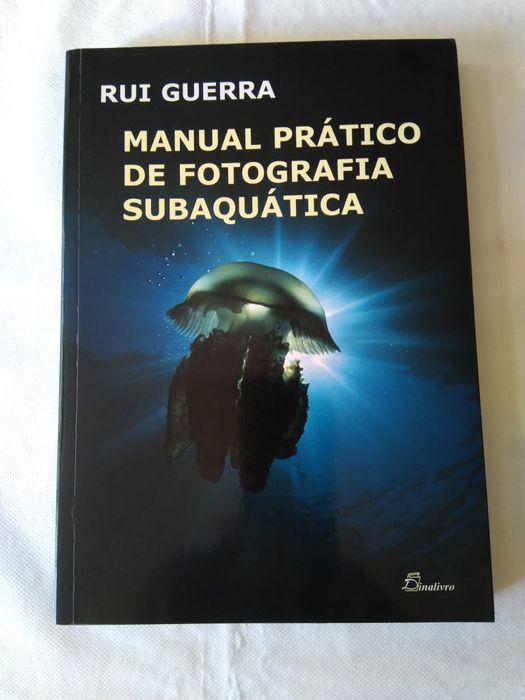 RUI GUERRA
MANUAL PRÁTICO
DE FOTOGRAFIA
SUBAQUÁTICA
Dinalivro